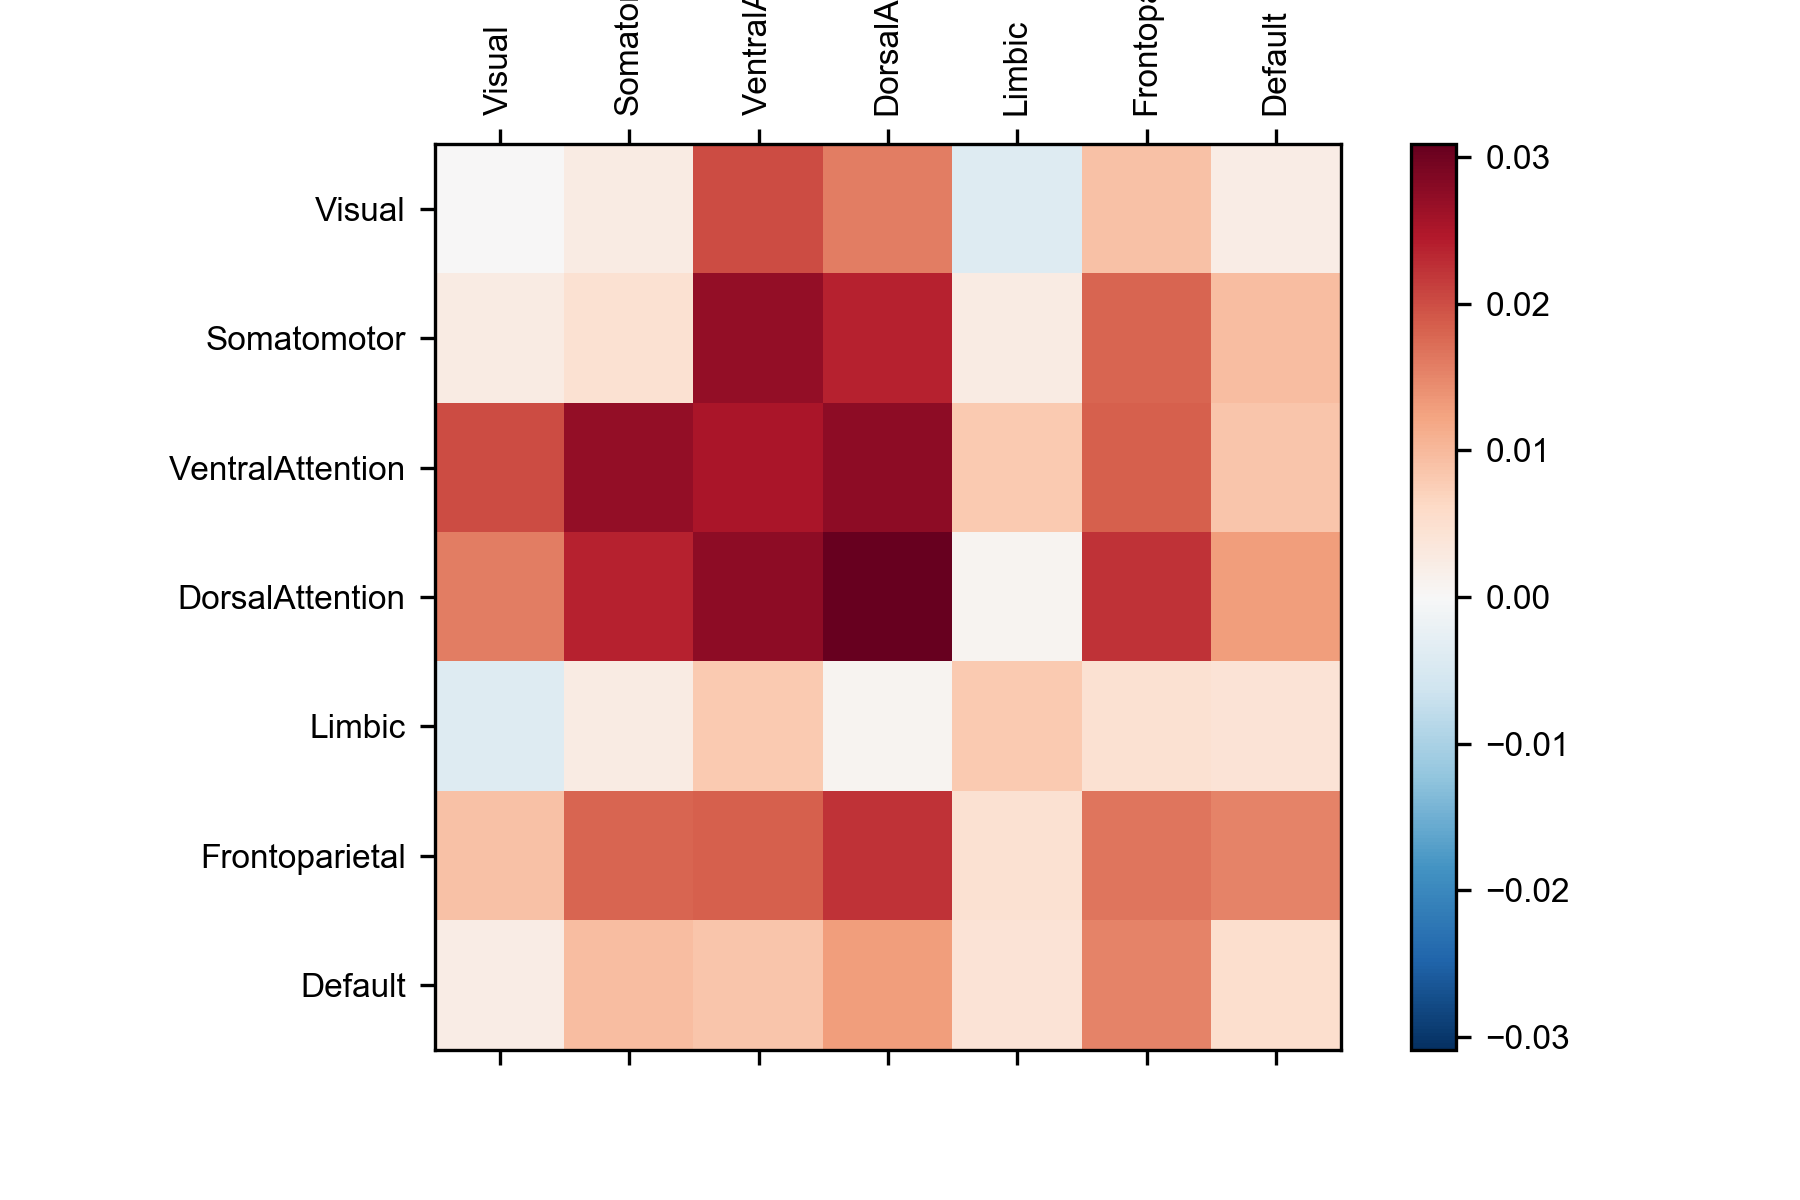 Visual
Somator
VentralA
DorsalA
Limbic
Frontopa
Default
Visual
Somatomotor
VentralAttention
DorsalAttention
Limbic
Frontoparietal
Default
0.03
0.02
0.01
0.00
−0.01
−0.02
−0.03